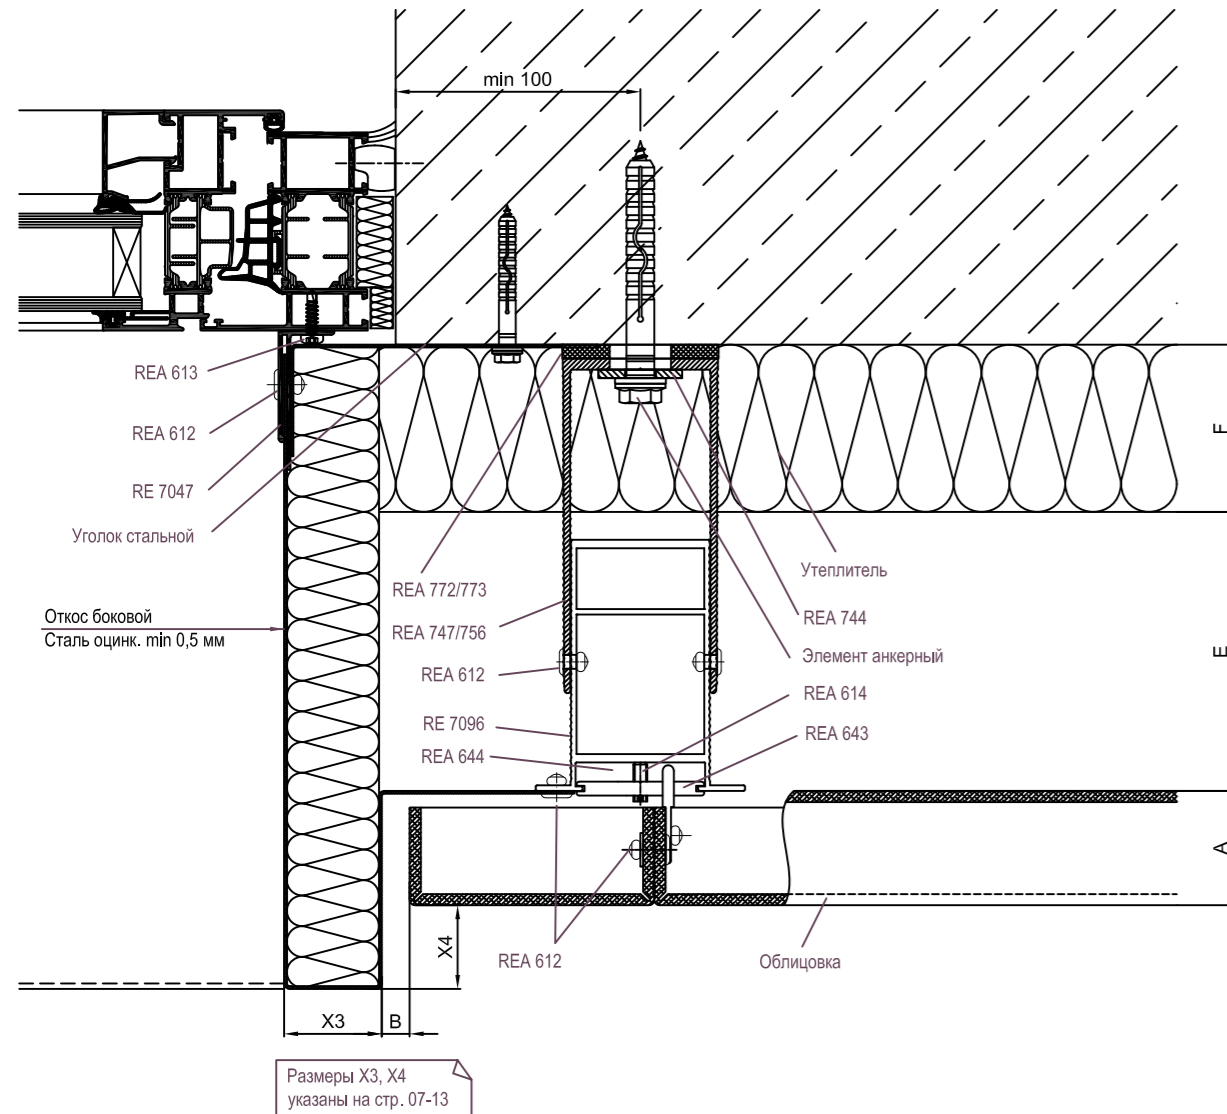 min 100
REA 613
REA 612
RE 7047
Уголок стальной
F
Утеплитель
REA 772/773
REA 744
Откос боковой
Сталь оцинк. min 0,5 мм
REA 747/756
Элемент анкерный
E
REA 612
REA 614
RE 7096
REA 643
REA 644
A
X4
REA 612
Облицовка
X3
B
Размеры X3, X4
указаны на стр. 07-13